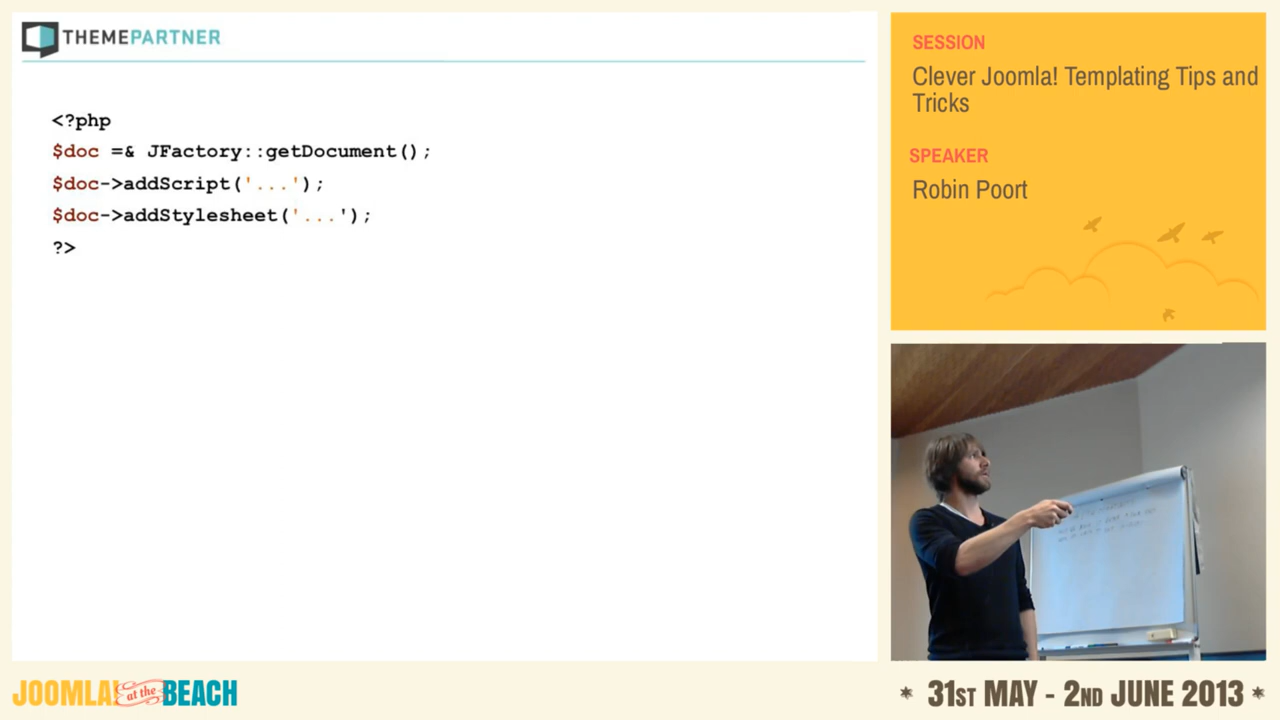 THEMEPARTNER
<?php
$doc =& JFactory::getDocument();
$doc->addScript('...');
$doc->addStylesheet('...');
?>
SESSION
Clever Joomla! Templating Tips and
Tricks
SPEAKER
Robin Poort
JOOMLA! at the BEACH
* 31ST MAY - 2ND JUNE 2013 *